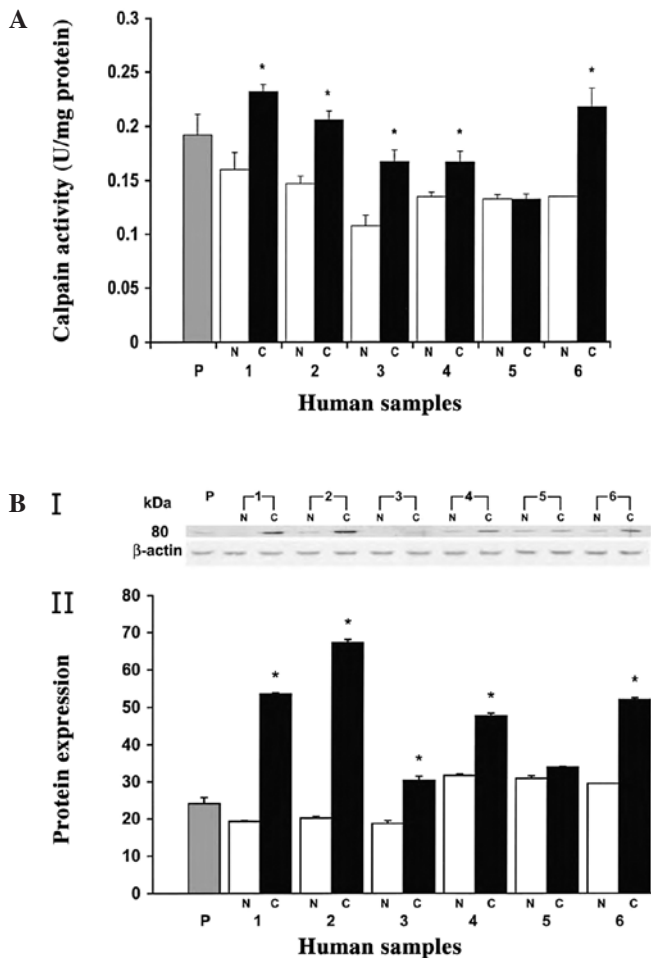 A
Calpain activity (U/mg protein)
0.3
0.25
0.2
0.15
0.1
0.05
0
* * * * *
N C N C N C N C N C N C
P 1 2 3 4 5 6
Human samples
B I
kDa P 1 2 3 4 5 6
N C N C N C N C N C N C
80
β-actin
II
Protein expression
80
70
60
50
40
30
20
10
0
* * * * *
N C N C N C N C N C N C
P 1 2 3 4 5 6
Human samples